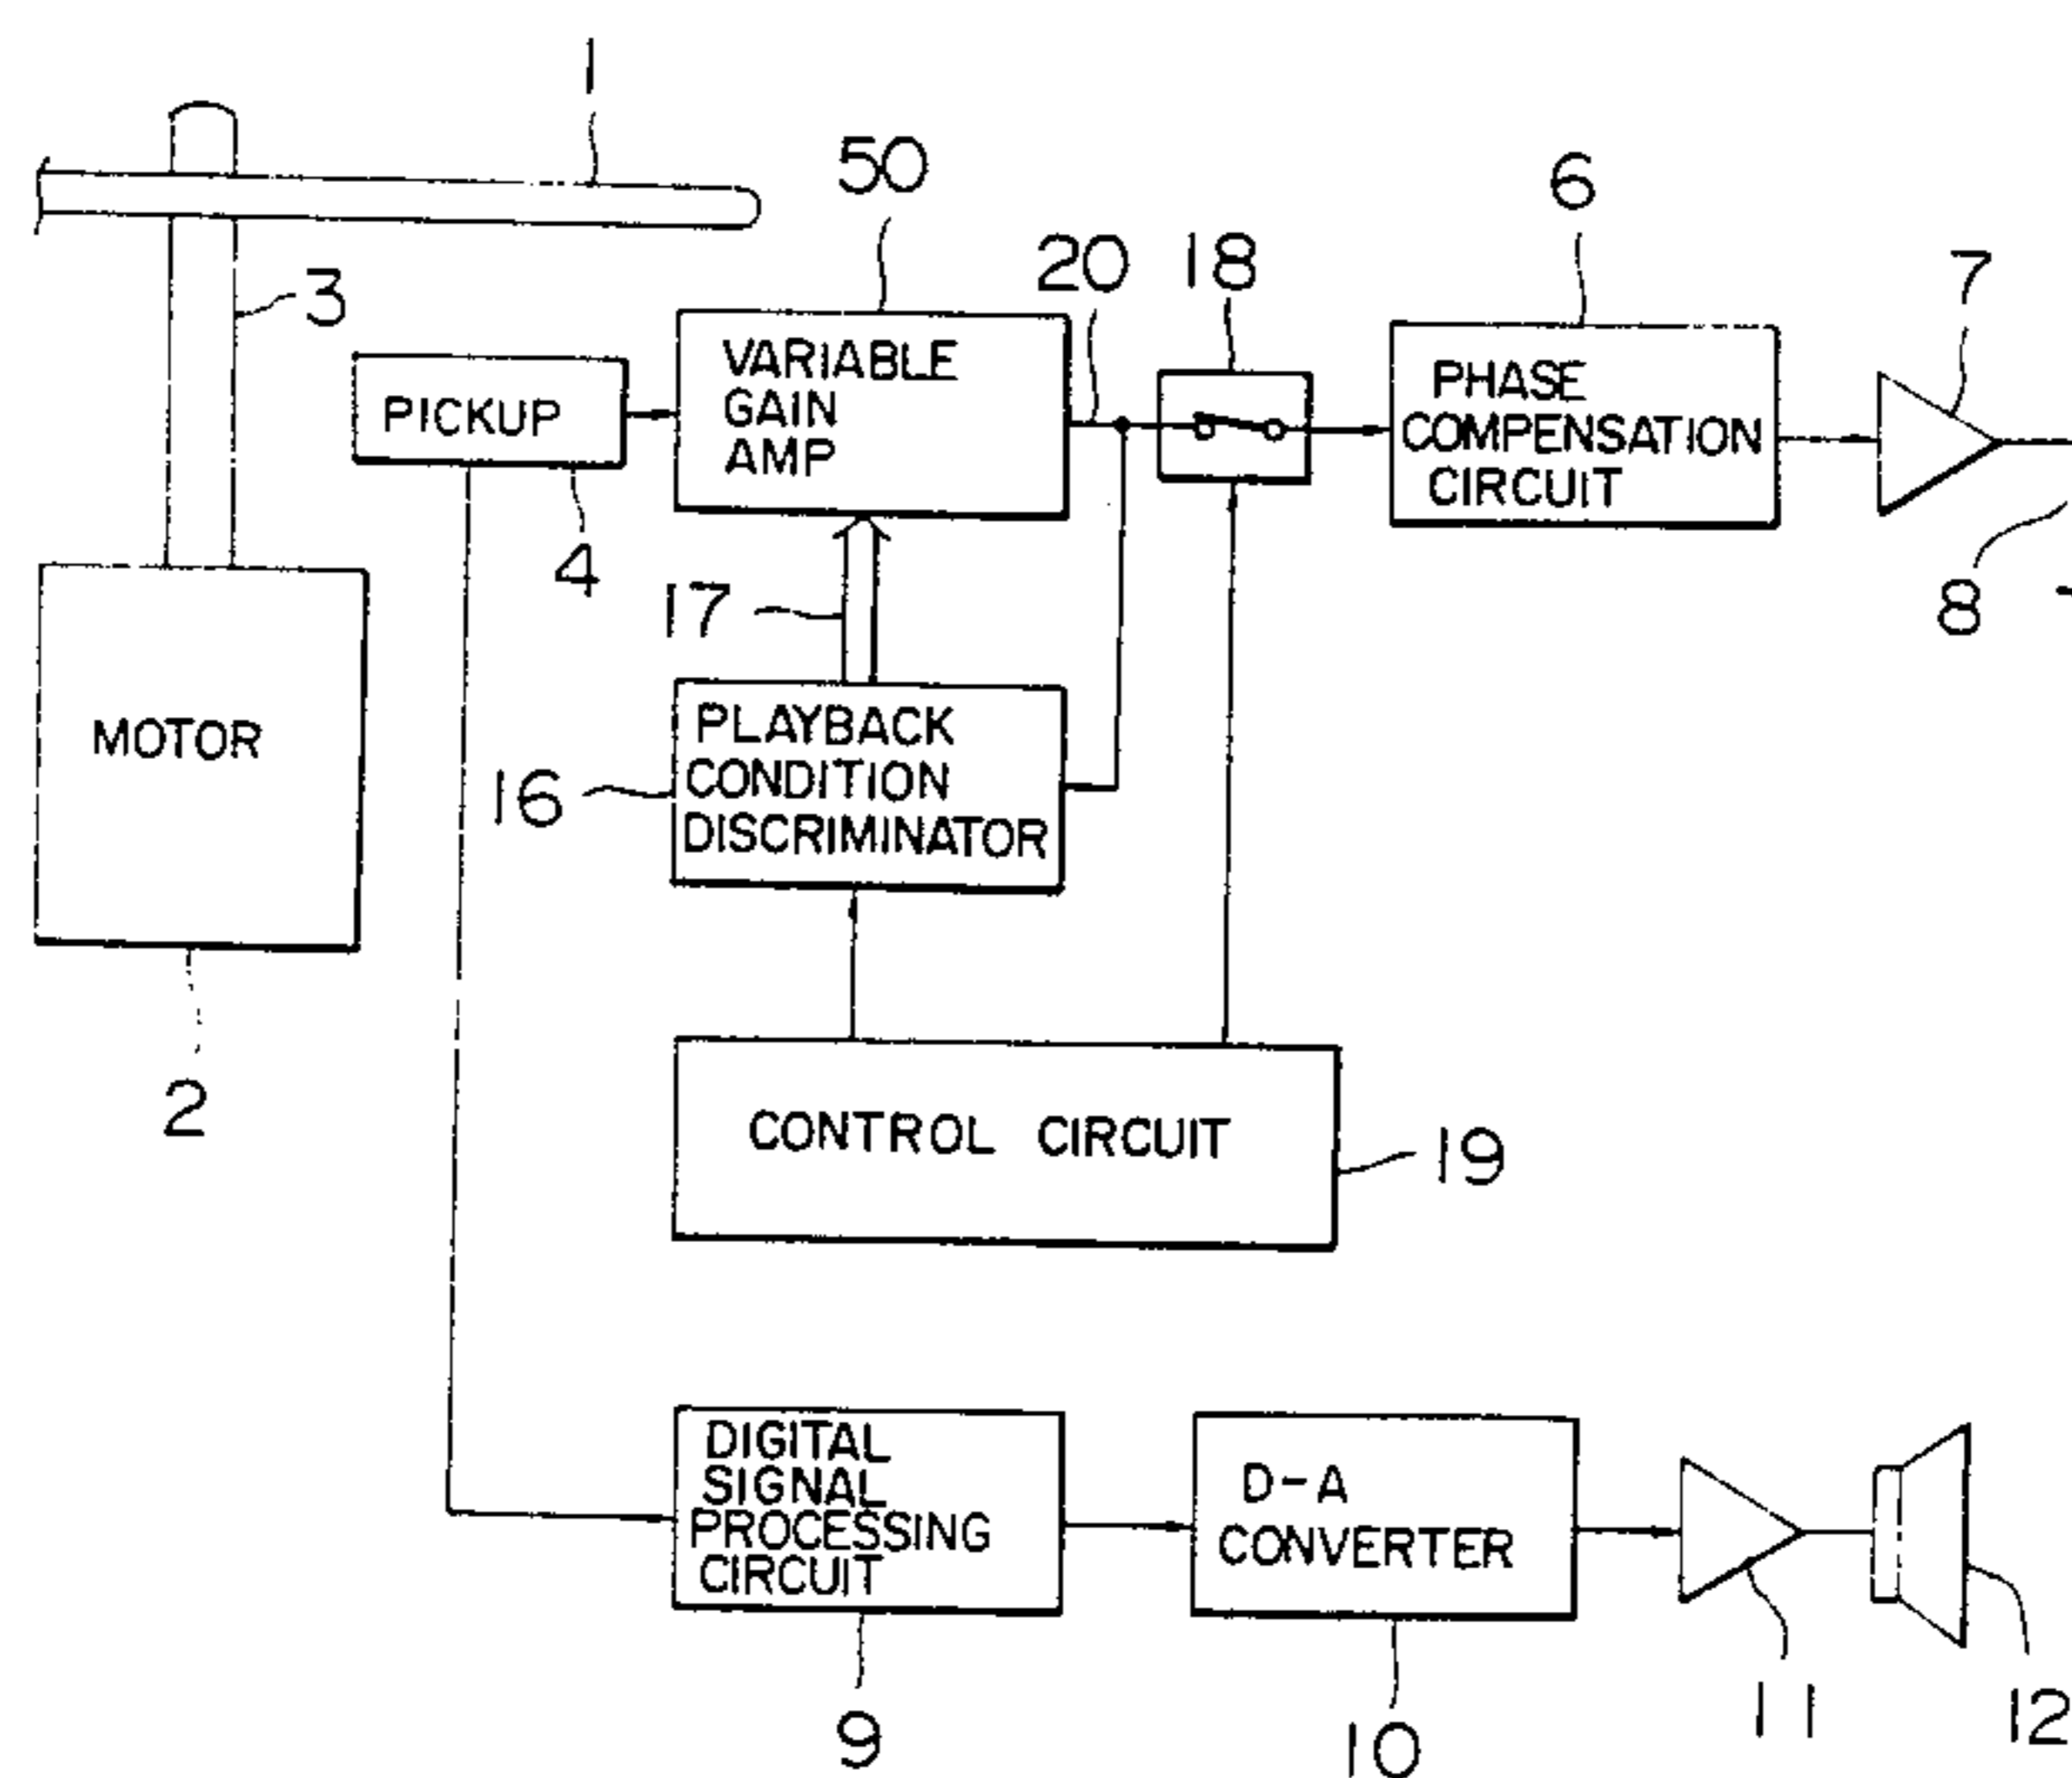 1
50
6
20
18
7
3
VARIABLE
GAIN
AMP
PHASE
COMPENSATION
CIRCUIT
PICKUP
4
17
8
MOTOR
PLAYBACK
CONDITION
DISCRIMINATOR
16
2
CONTROL CIRCUIT
19
DIGITAL
SIGNAL
PROCESSING
CIRCUIT
D-A
CONVERTER
9
10
11
12